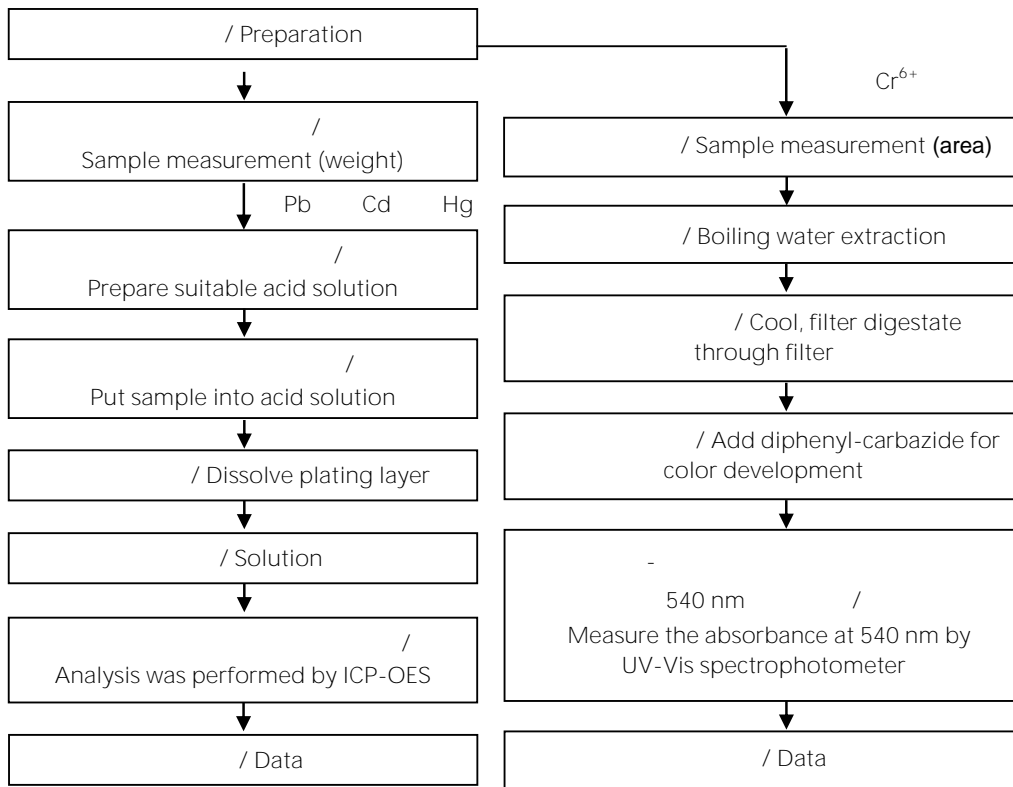 / Preparation
/
Sample measurement (weight)
Pb Cd Hg
/
Prepare suitable acid solution
/
Put sample into acid solution
/ Dissolve plating layer
/ Solution
/
Analysis was performed by ICP-OES
/ Data
Cr⁶⁺
/ Sample measurement (area)
/ Boiling water extraction
/ Cool, filter digestate
through filter
/ Add diphenyl-carbazide for
color development
-
540 nm /
Measure the absorbance at 540 nm by
UV-Vis spectrophotometer
/ Data